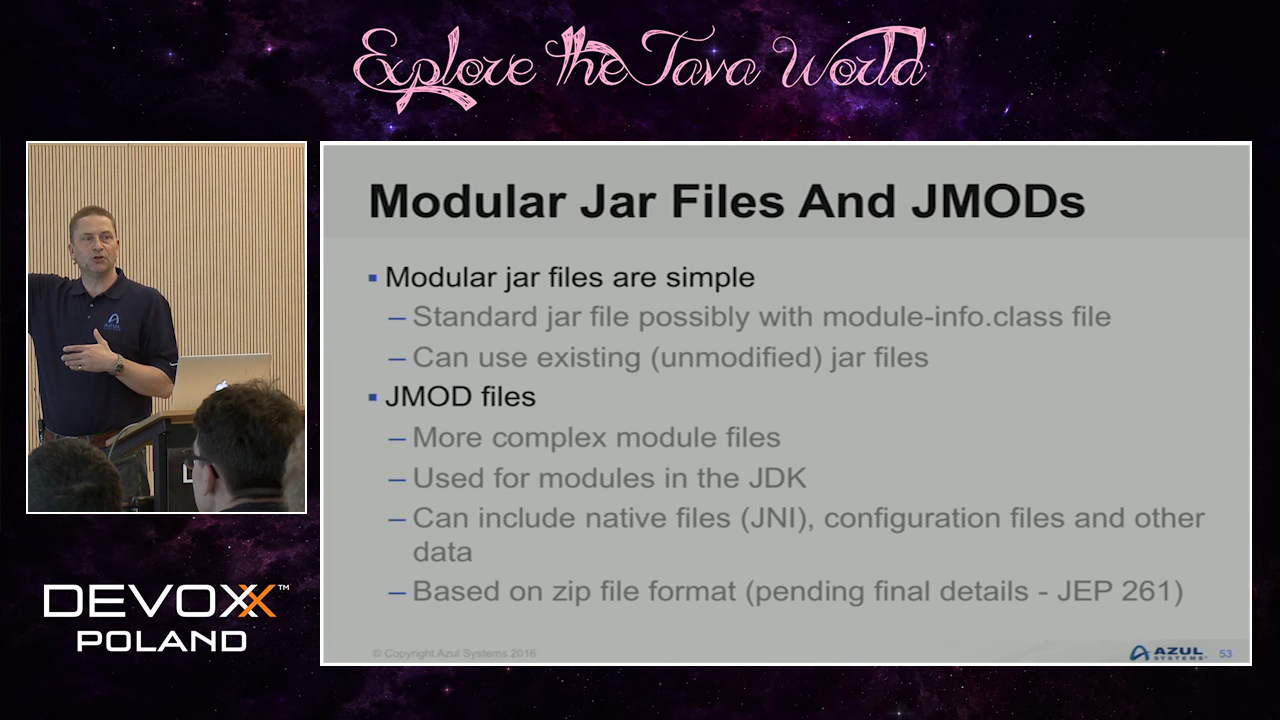 Explore the Java World
Modular Jar Files And JMODs
▪ Modular jar files are simple
– Standard jar file possibly with module-info.class file
– Can use existing (unmodified) jar files
▪ JMOD files
– More complex module files
– Used for modules in the JDK
– Can include native files (JNI), configuration files and other
data
– Based on zip file format (pending final details - JEP 261)
© Copyright Azul Systems 2016
AZUL
SYSTEMS
53
AZUL
DEVOXX™
POLAND